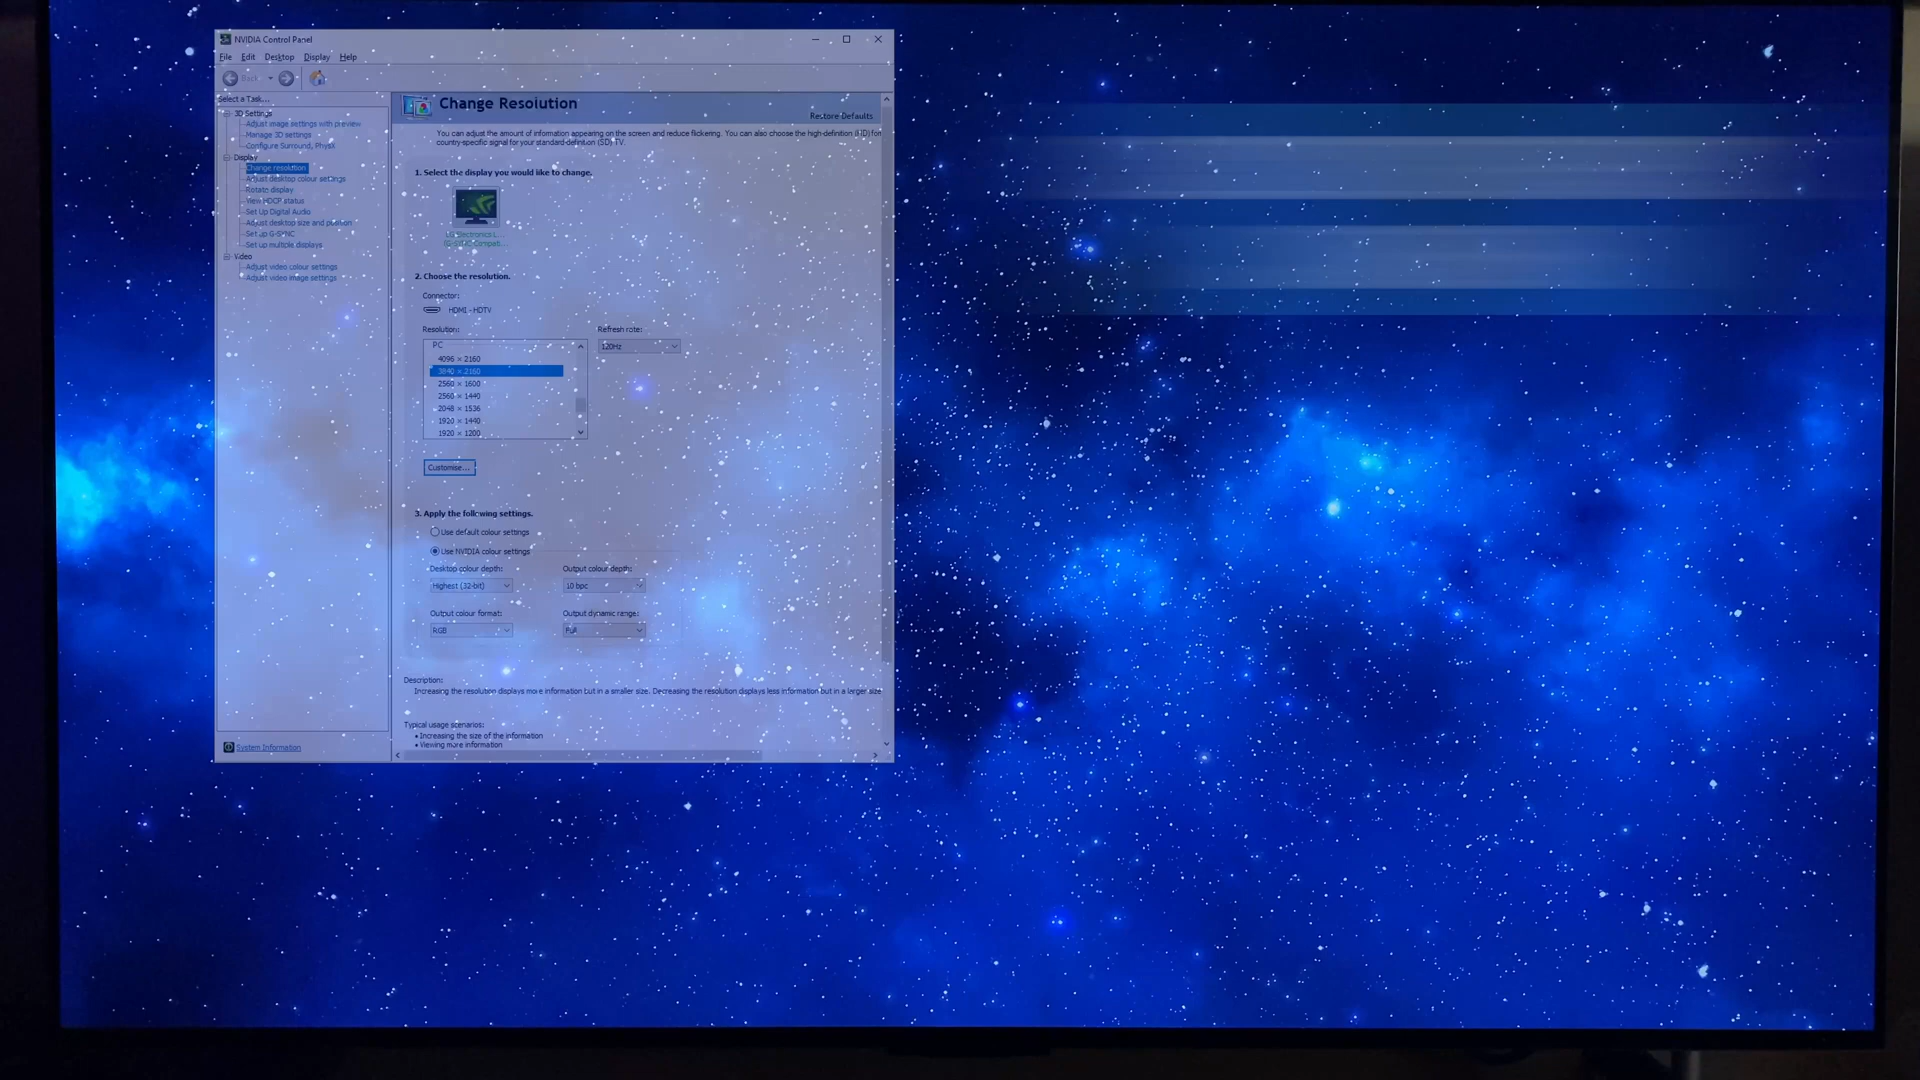 NVIDIA Control Panel
File Edit Desktop Display Help
Back
Select a Task...
3D Settings
Adjust image settings with preview
Manage 3D settings
Configure Surround, PhysX
Display
Change resolution
Adjust desktop colour settings
Rotate display
View HDCP status
Set Up Digital Audio
Adjust desktop size and position
Set up G-SYNC
Set up multiple displays
Video
Adjust video colour settings
Adjust video image settings
System Information
Change Resolution
Restore Defaults
You can adjust the amount of information appearing on the screen and reduce flickering. You can also choose the high-definition (HD) for
country-specific signal for your standard-definition (SD) TV.
1. Select the display you would like to change.
LG Electronics L...
(G-SYNC Compati...
2. Choose the resolution.
Connector:
HDMI - HDTV
Resolution:
Refresh rate:
PC
120Hz
4096 × 2160
3840 × 2160
2560 × 1600
2560 × 1440
2048 × 1536
1920 × 1440
1920 × 1200
Customise...
3. Apply the following settings.
Use default colour settings
Use NVIDIA colour settings
Desktop colour depth:
Output colour depth:
Highest (32-bit)
10 bpc
Output colour format:
Output dynamic range:
RGB
Full
Description:
Increasing the resolution displays more information but in a smaller size. Decreasing the resolution displays less information but in a larger size
Typical usage scenarios:
• Increasing the size of the information
• Viewing more information